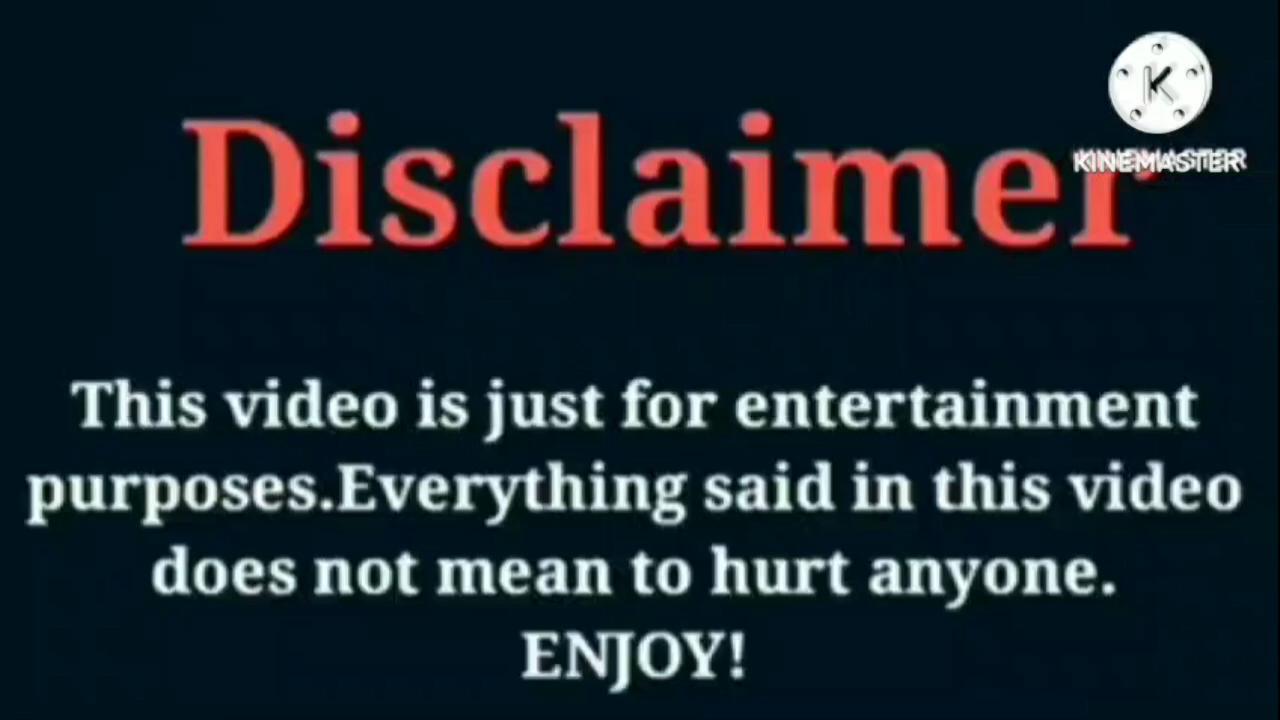 K
KINEMASTER
Disclaimer
This video is just for entertainment
purposes.Everything said in this video
does not mean to hurt anyone.
ENJOY!